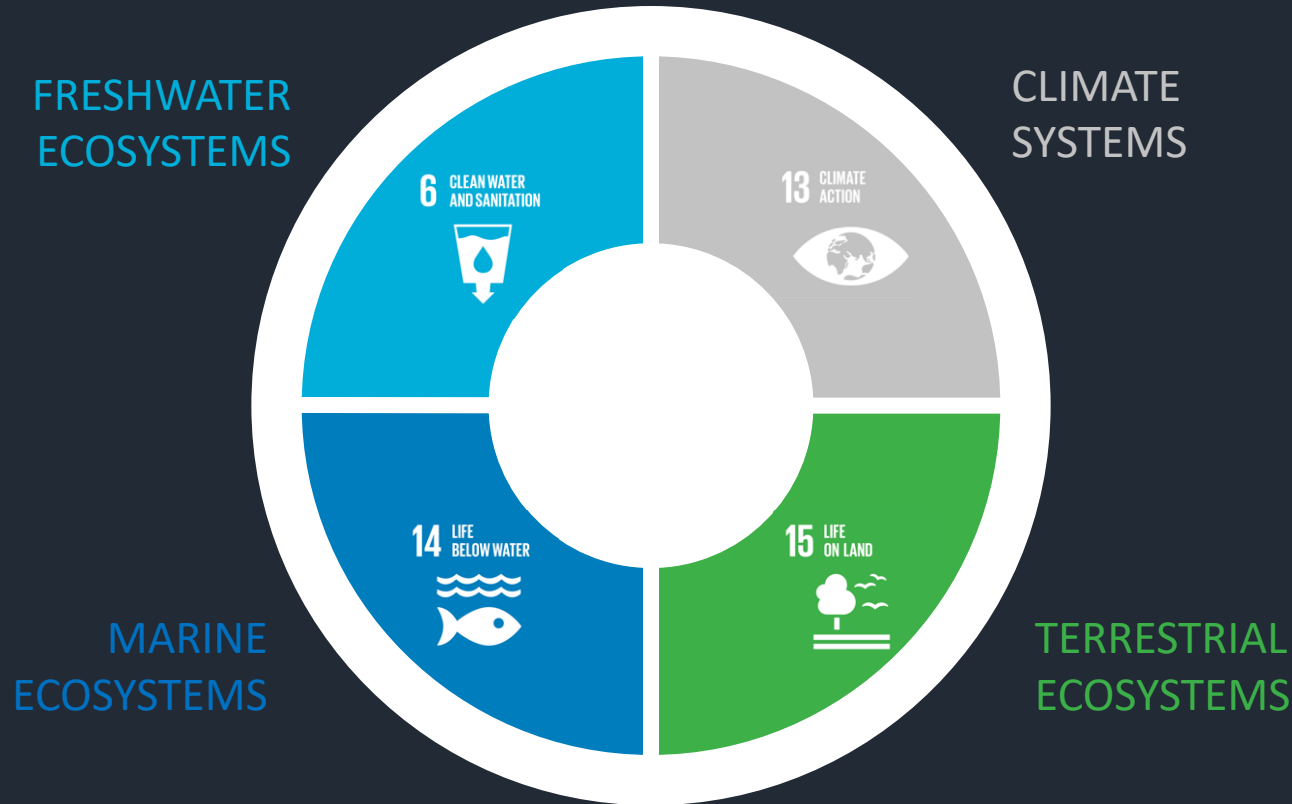 FRESHWATER
ECOSYSTEMS
CLIMATE
SYSTEMS
6 CLEAN WATER
AND SANITATION
13 CLIMATE
ACTION
14 LIFE
BELOW WATER
15 LIFE
ON LAND
MARINE
ECOSYSTEMS
TERRESTRIAL
ECOSYSTEMS